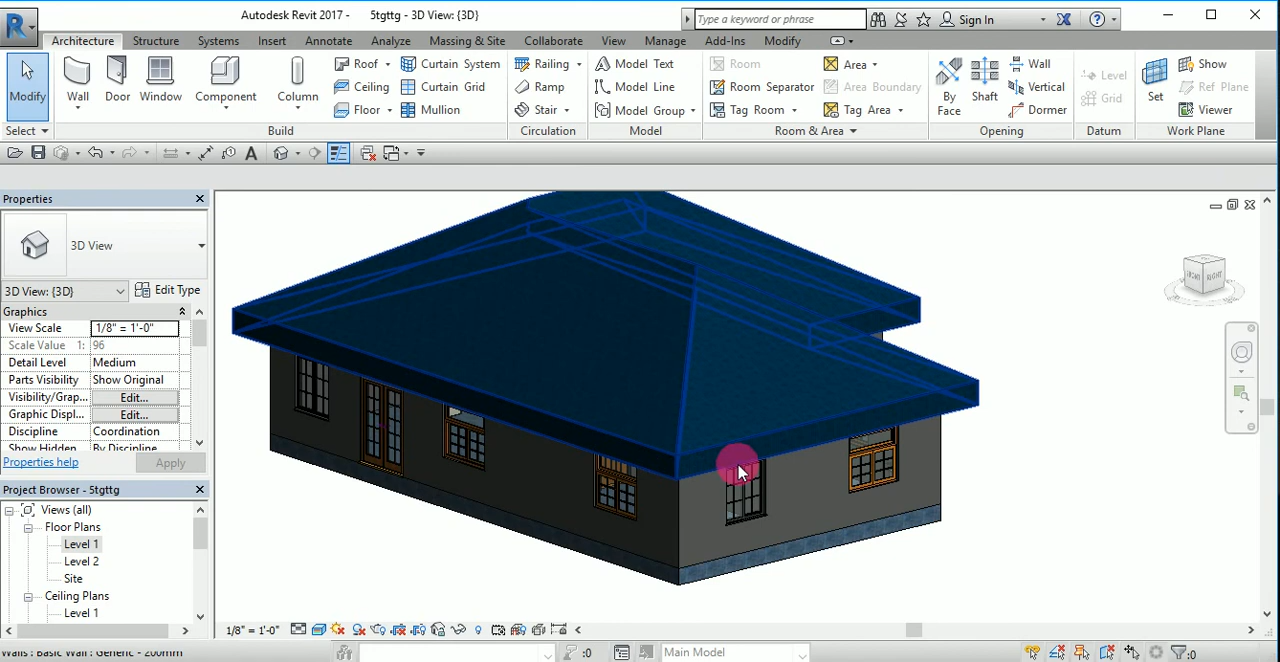 Autodesk Revit 2017 - 5tgttg - 3D View: {3D}
Type a keyword or phrase
Sign In
Architecture Structure Systems Insert Annotate Analyze Massing & Site Collaborate View Manage Add-Ins Modify
Modify
Wall
Door
Window
Component
Column
Roof
Ceiling
Floor
Curtain System
Curtain Grid
Mullion
Railing
Ramp
Stair
Model Text
Model Line
Model Group
Room
Room Separator
Tag Room
Area
Area Boundary
Tag Area
By
Face
Shaft
Wall
Vertical
Dormer
Level
Grid
Set
Show
Ref Plane
Viewer
Select
Build
Circulation
Model
Room & Area
Opening
Datum
Work Plane
Properties
3D View
3D View: {3D}
Edit Type
Graphics
View Scale 1/8" = 1'-0"
Scale Value 1: 96
Detail Level Medium
Parts Visibility Show Original
Visibility/Grap... Edit...
Graphic Displ... Edit...
Discipline Coordination
Show Hidden By Discipline
Properties help
Apply
Project Browser - 5tgttg
Views (all)
Floor Plans
Level 1
Level 2
Site
Ceiling Plans
Level 1
FRONT
RIGHT
1/8" = 1'-0"
Walls : Basic Wall : Generic - 200mm
:0
Main Model
:0